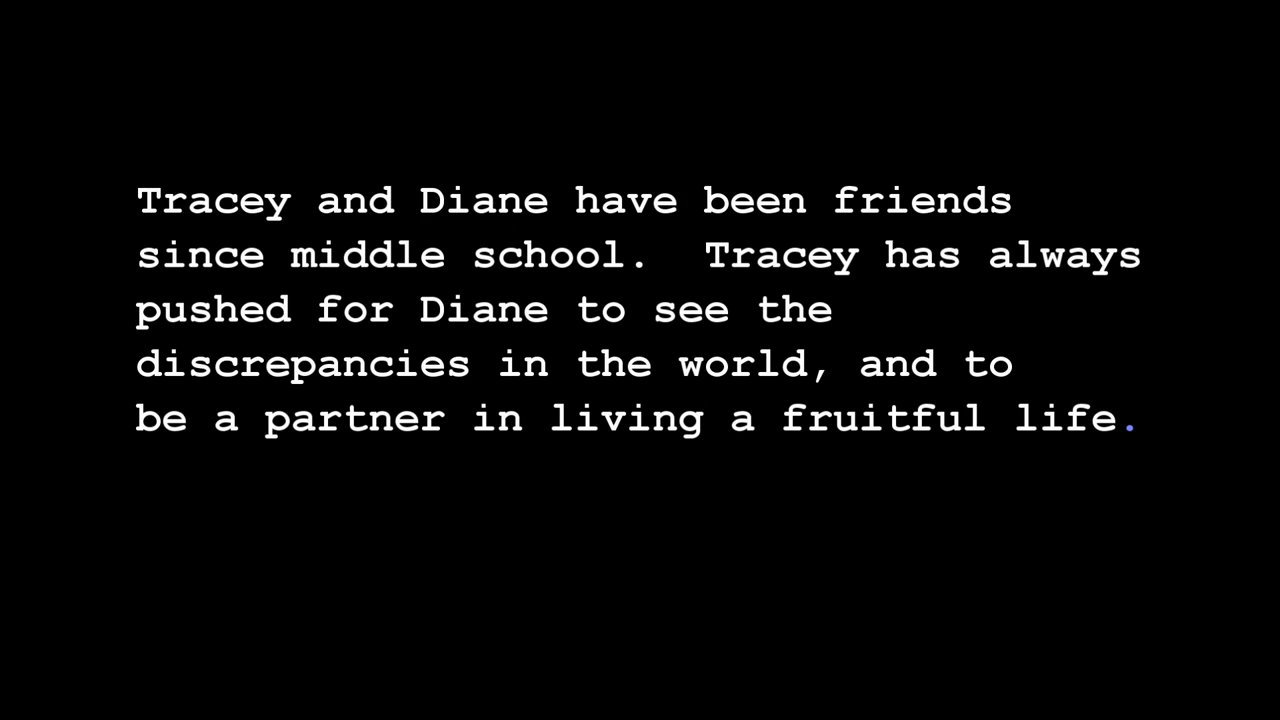 Tracey and Diane have been friends
since middle school.  Tracey has always
pushed for Diane to see the
discrepancies in the world, and to
be a partner in living a fruitful life.